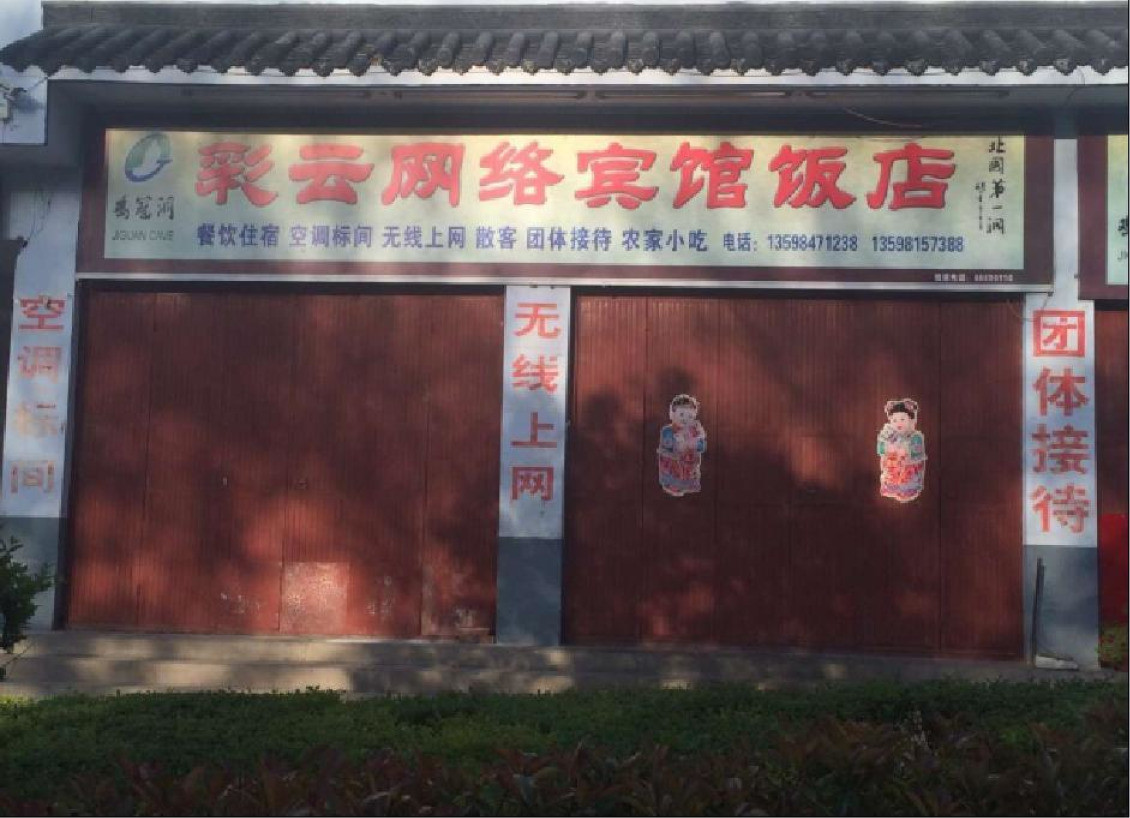 彩云网络宾馆饭店
鸡冠洞
JIGUAN CAVE
餐饮住宿 空调标间 无线上网 散客 团体接待 农家小吃 电话：13598471238 13598157388
北国第一洞
空调标间
无线上网
团体接待